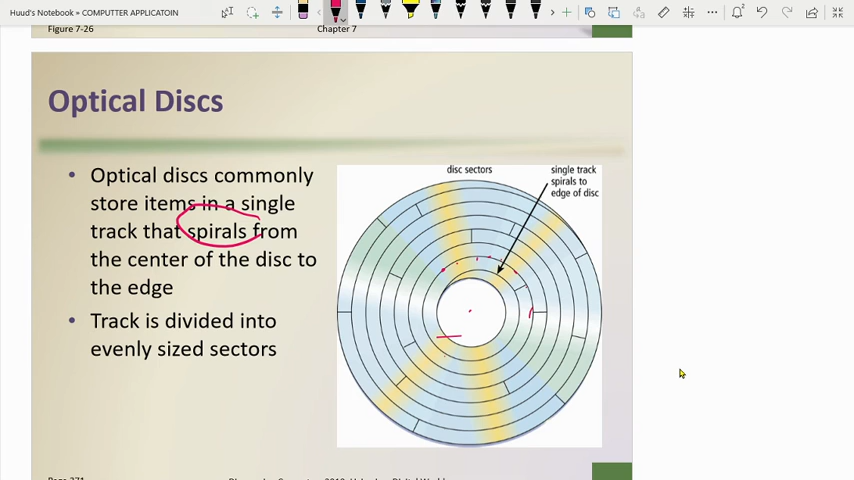 Huud's Notebook » COMPUTTER APPLICATOIN
Figure 7-26
Chapter 7
Optical Discs
• Optical discs commonly
store items in a single
track that spirals from
the center of the disc to
the edge
• Track is divided into
evenly sized sectors
disc sectors
single track
spirals to
edge of disc